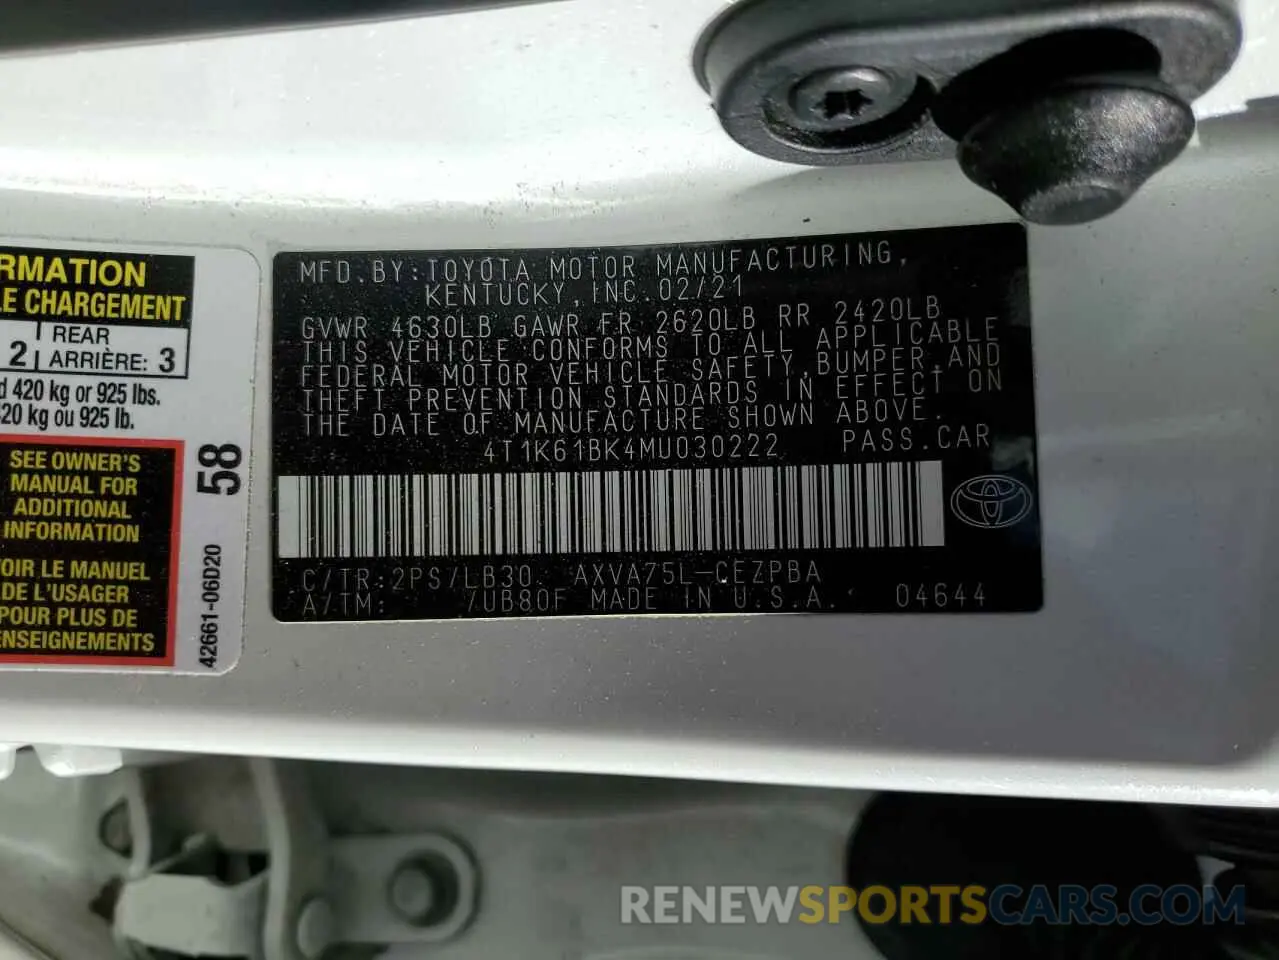 RMATION
LE CHARGEMENT
2 REAR ARRIÈRE: 3
d 420 kg or 925 lbs.
20 kg ou 925 lb.
SEE OWNER'S
MANUAL FOR
ADDITIONAL
INFORMATION
OIR LE MANUEL
DE L'USAGER
POUR PLUS DE
ENSEIGNEMENTS
58
42661-06D20
MFD.BY:TOYOTA MOTOR MANUFACTURING,
KENTUCKY,INC.02/21
GVWR 4630LB GAWR FR 2620LB RR 2420LB
THIS VEHICLE CONFORMS TO ALL APPLICABLE
FEDERAL MOTOR VEHICLE SAFETY,BUMPER,AND
THEFT PREVENTION STANDARDS IN EFFECT ON
THE DATE OF MANUFACTURE SHOWN ABOVE.
4T1K61BK4MU030222 PASS.CAR
C/TR:2PS/LB30 AXVA75L-CEZPBA
A/TM: /UB80F MADE IN U.S.A. 04644
RENEWSPORTSCARS.COM